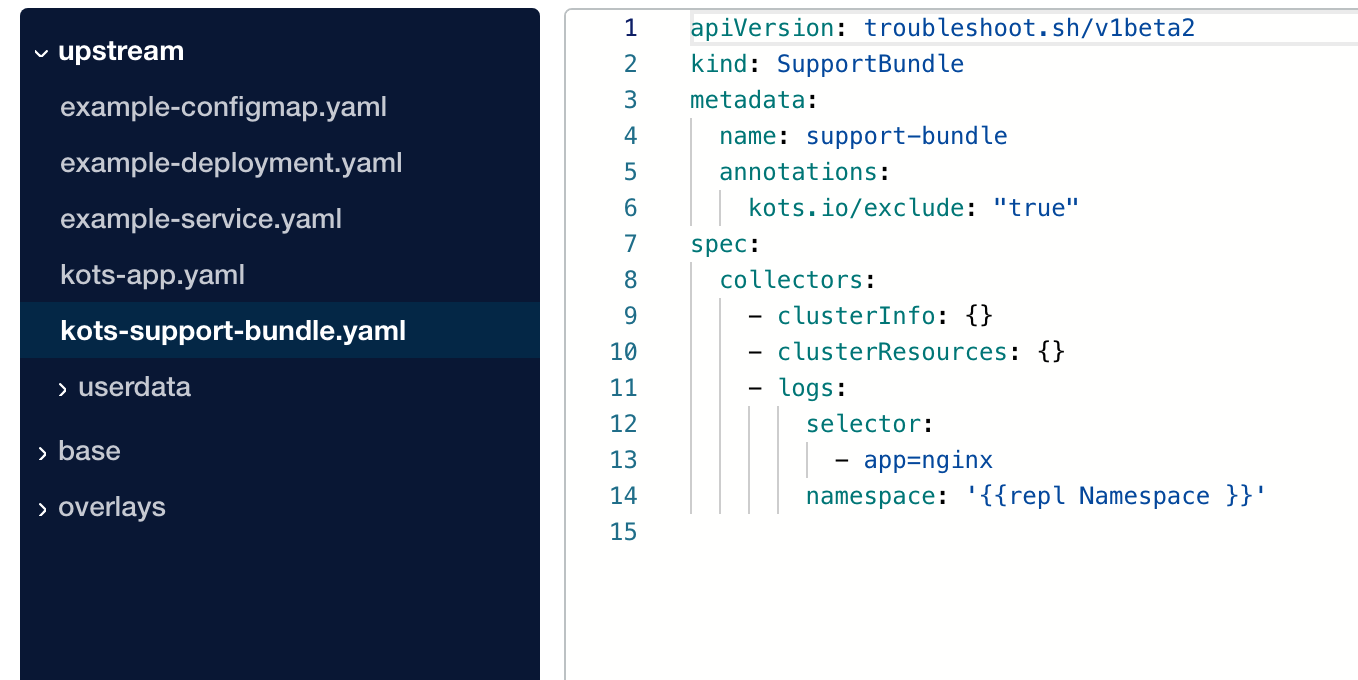 upstream
example-configmap.yaml
example-deployment.yaml
example-service.yaml
kots-app.yaml
kots-support-bundle.yaml
userdata
base
overlays
1 apiVersion: troubleshoot.sh/v1beta2
2 kind: SupportBundle
3 metadata:
4   name: support-bundle
5   annotations:
6     kots.io/exclude: "true"
7 spec:
8   collectors:
9     - clusterInfo: {}
10     - clusterResources: {}
11     - logs:
12         selector:
13           - app=nginx
14         namespace: '{{repl Namespace }}'
15